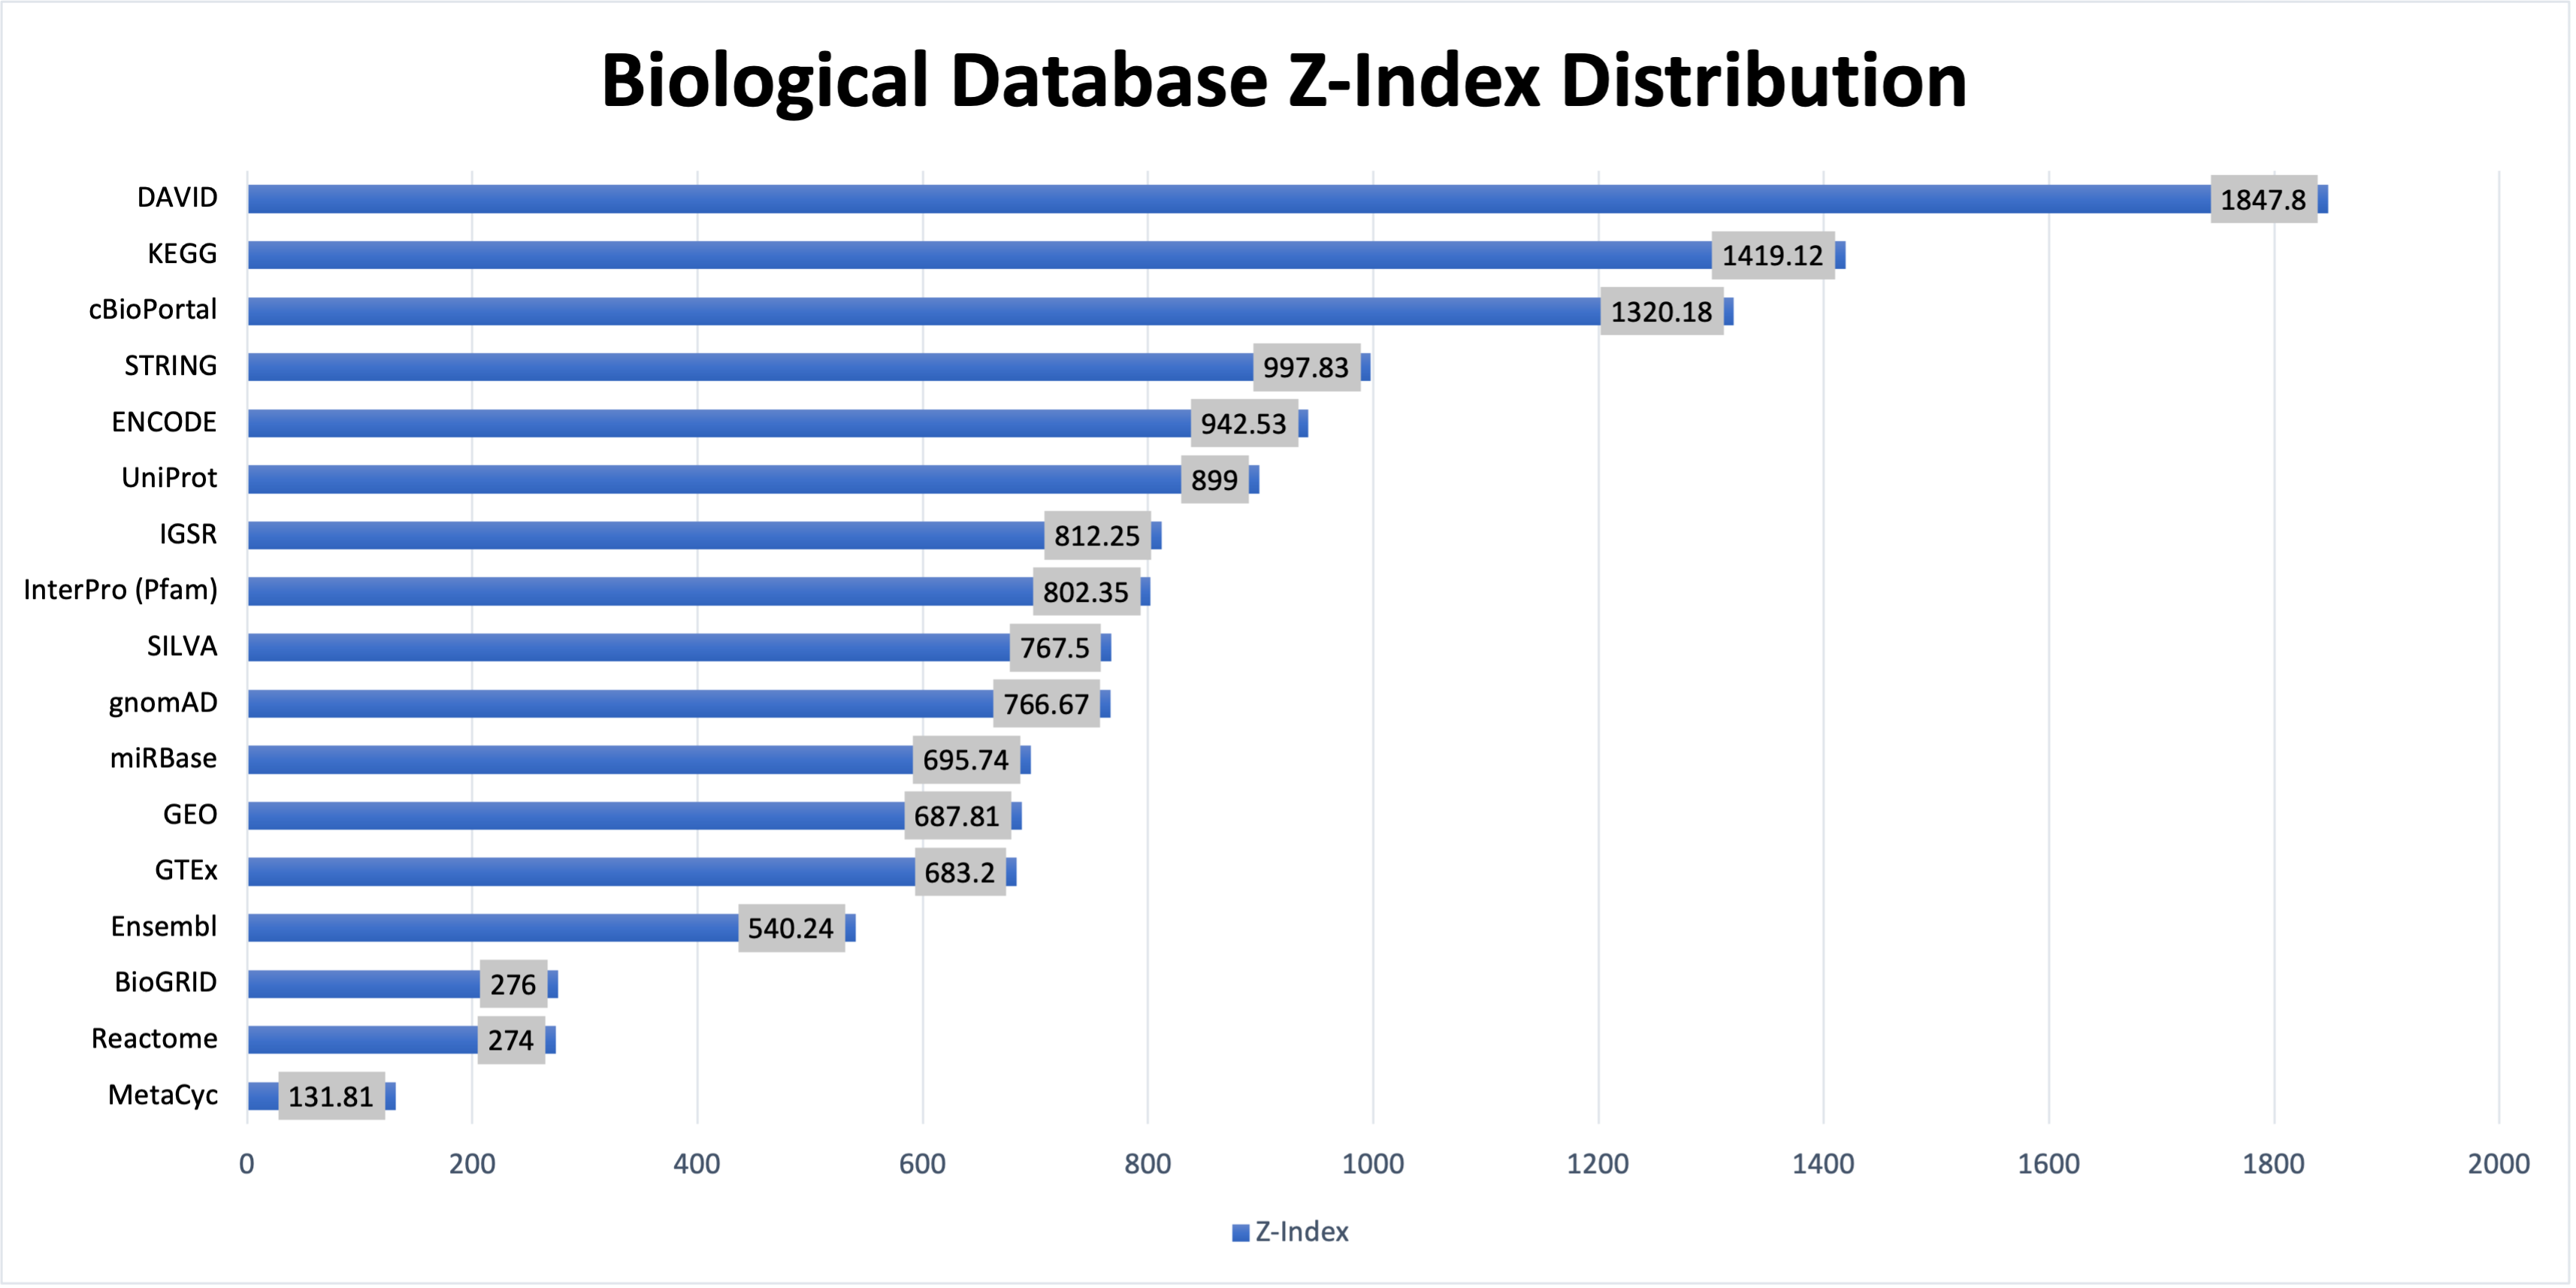 Biological Database Z-Index Distribution
DAVID 1847.8
KEGG 1419.12
cBioPortal 1320.18
STRING 997.83
ENCODE 942.53
UniProt 899
IGSR 812.25
InterPro (Pfam) 802.35
SILVA 767.5
gnomAD 766.67
miRBase 695.74
GEO 687.81
GTEx 683.2
Ensembl 540.24
BioGRID 276
Reactome 274
MetaCyc 131.81
0 200 400 600 800 1000 1200 1400 1600 1800 2000
Z-Index